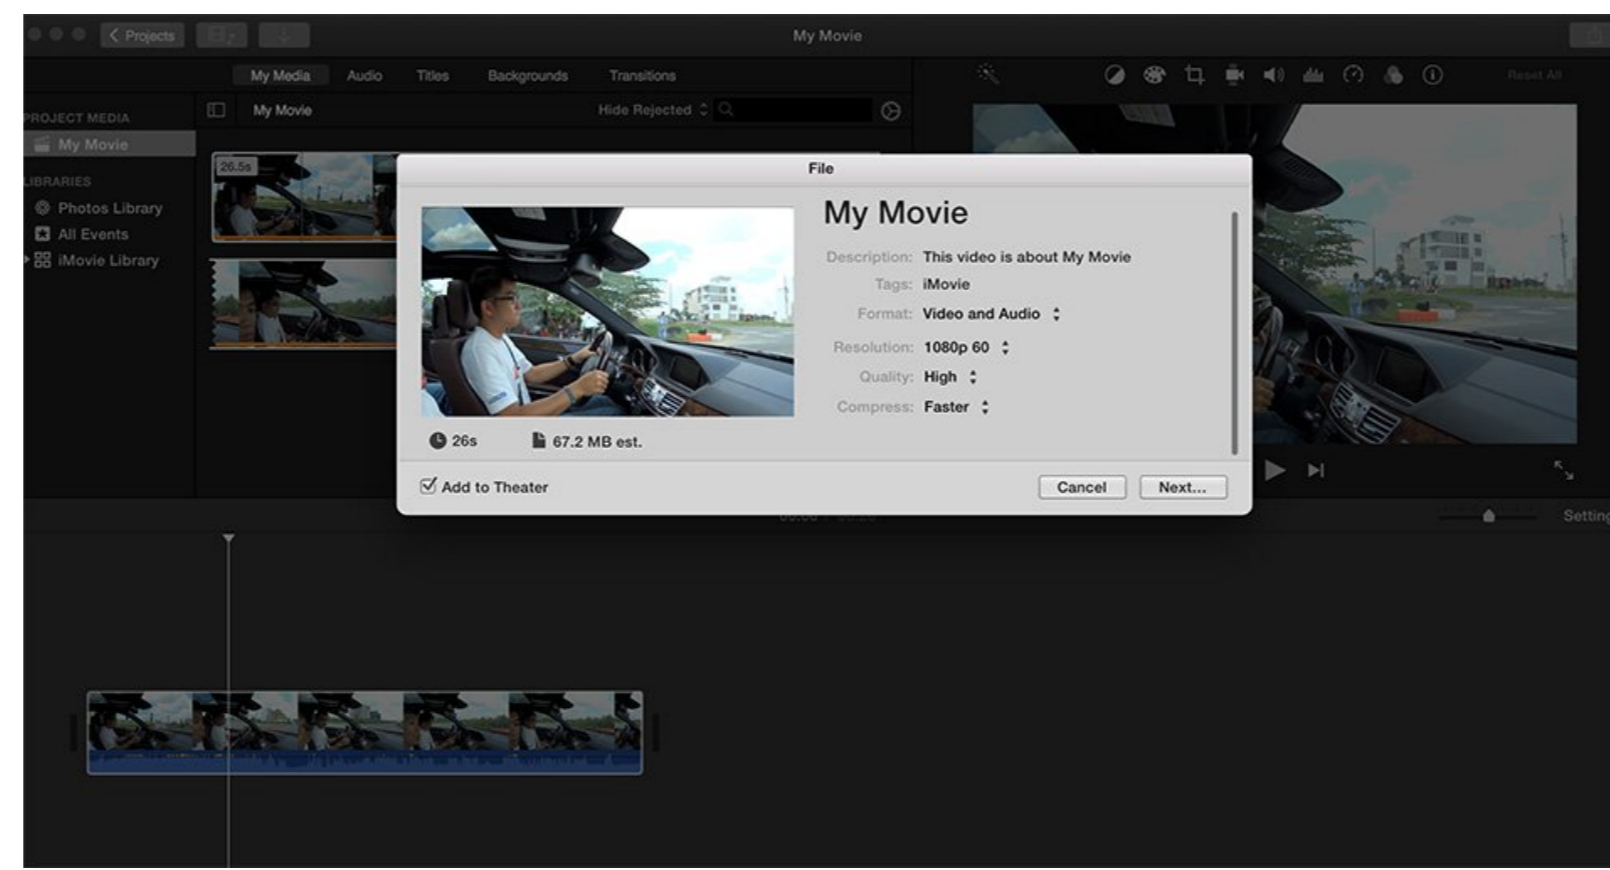 Projects
My Movie
My Media Audio Titles Backgrounds Transitions
Reset All
PROJECT MEDIA
My Movie
Hide Rejected
My Movie
LIBRARIES
Photos Library
All Events
iMovie Library
26.5s
File
My Movie
Description: This video is about My Movie
Tags: iMovie
Format: Video and Audio
Resolution: 1080p 60
Quality: High
Compress: Faster
26s 67.2 MB est.
Add to Theater
Cancel Next...
Setting